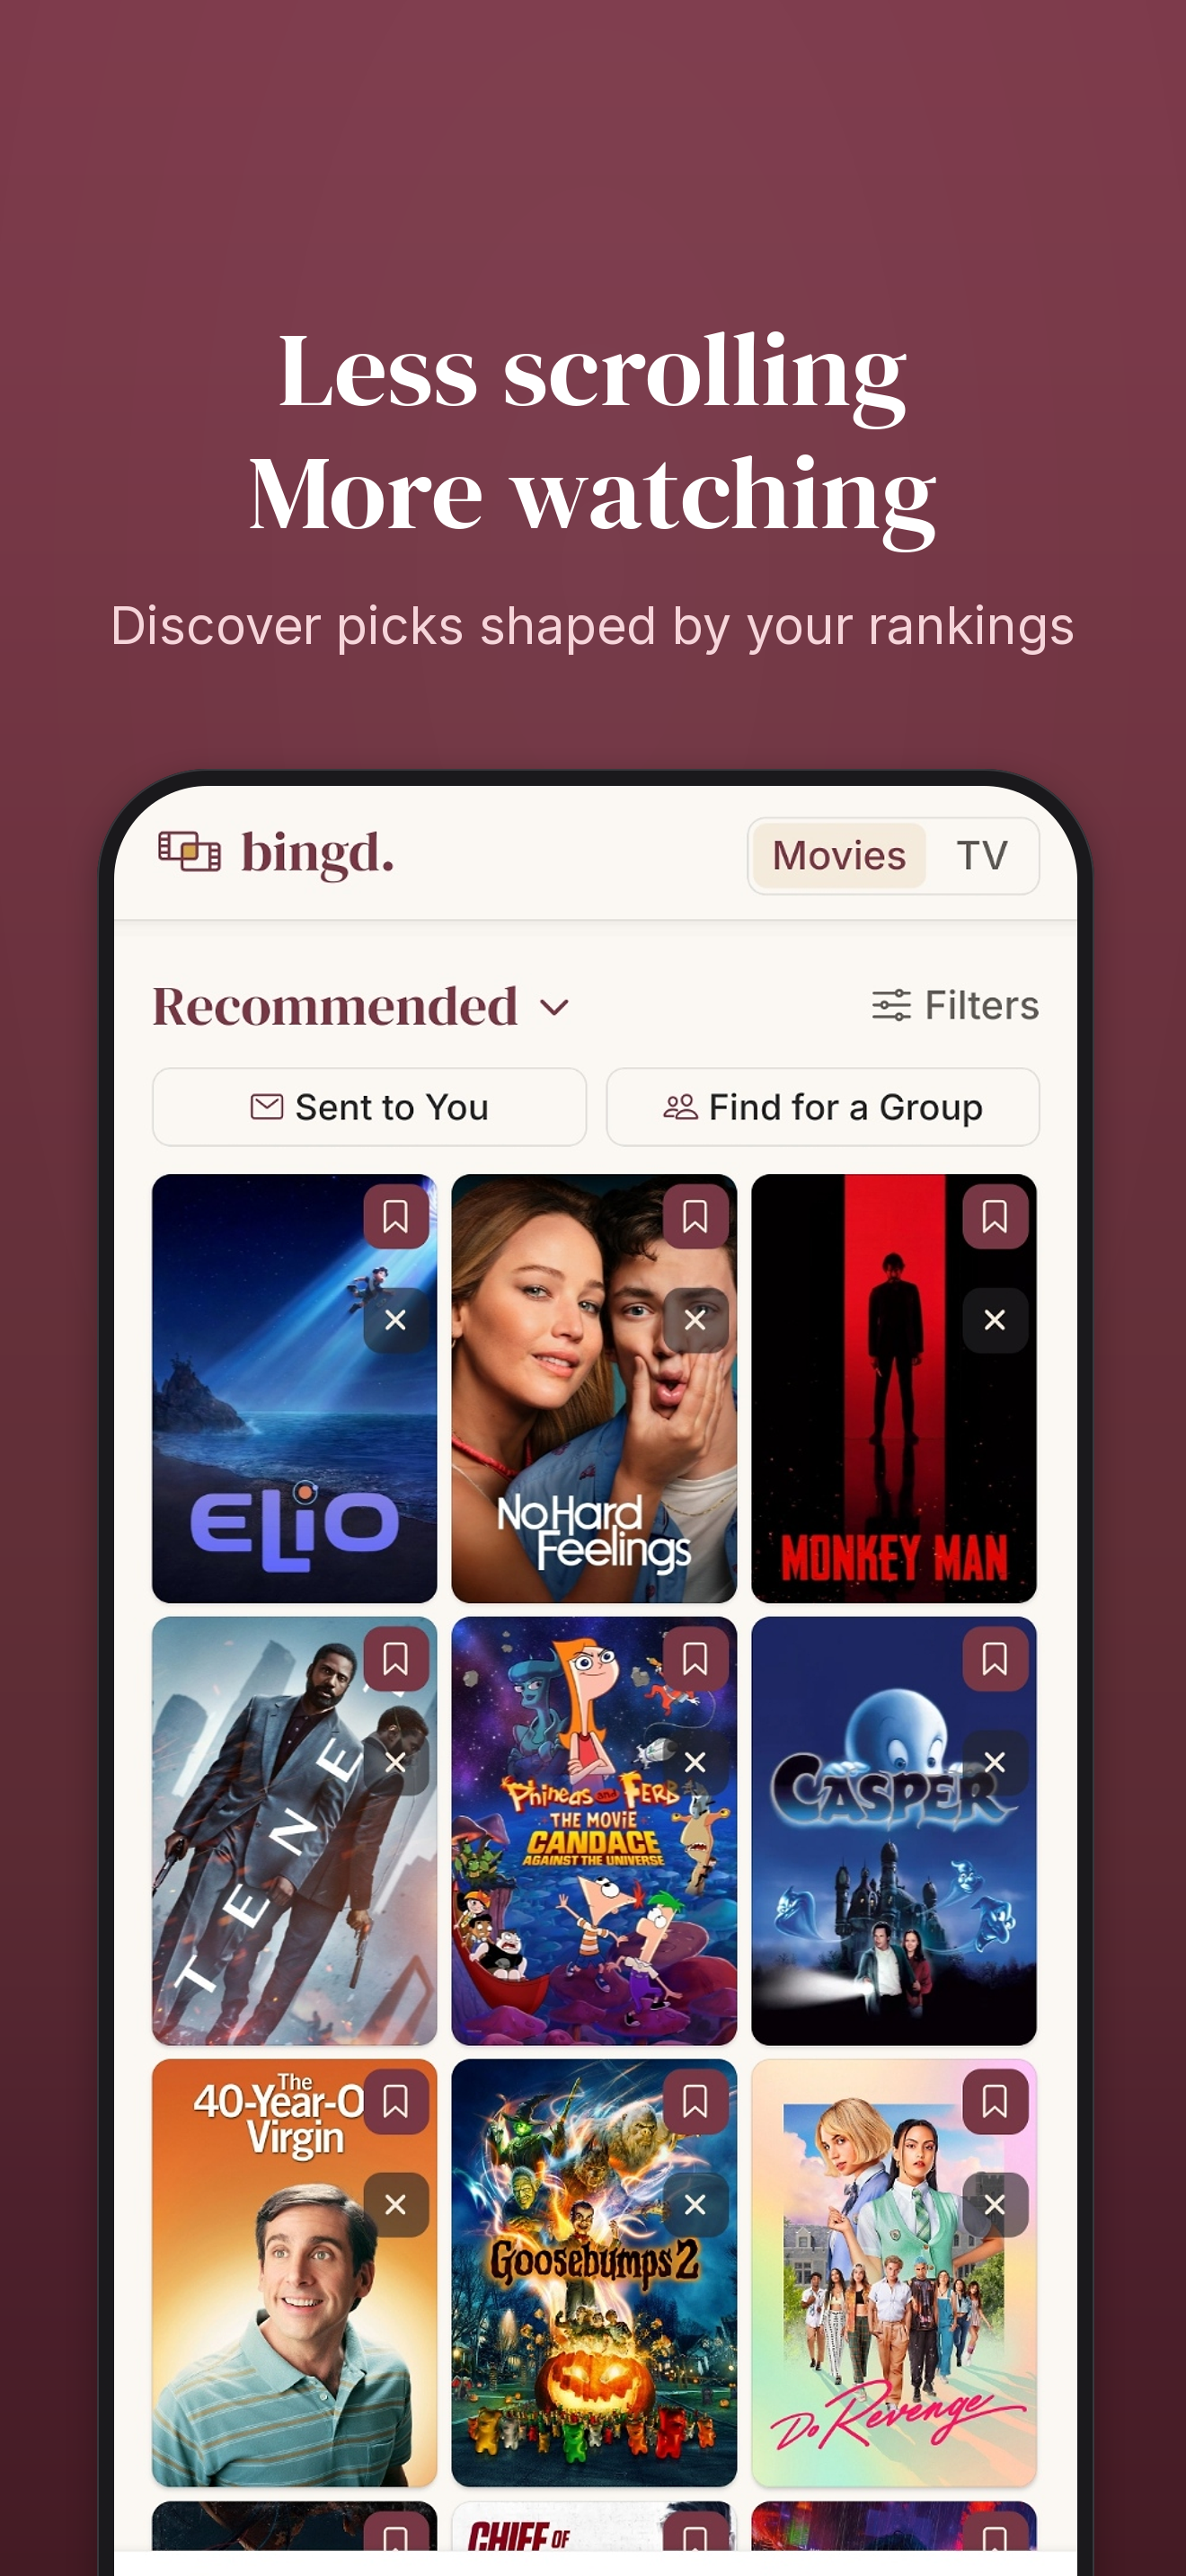 Less scrolling
More watching
Discover picks shaped by your rankings
bingd.
Movies TV
Recommended
Filters
Sent to You
Find for a Group
ELiO
No Hard
Feelings
MONKEY MAN
TENE
Phineas and Ferb
THE MOVIE
CANDACE
AGAINST THE UNIVERSE
CASPER
The
40-Year-O
Virgin
Goosebumps 2
Do Revenge
CHIEF OF